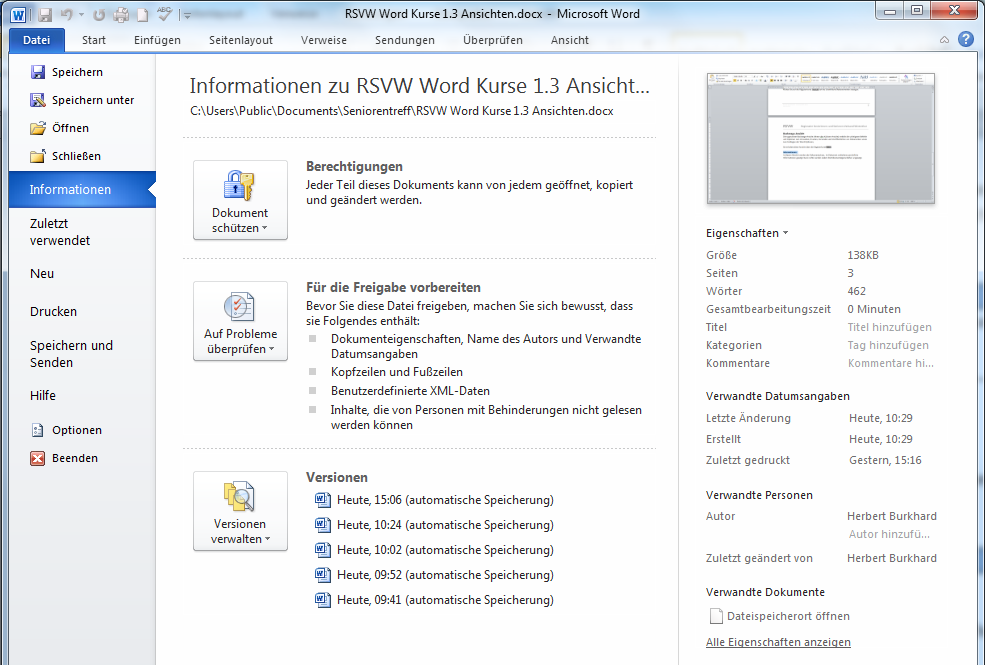 RSVW Word Kurse 1.3 Ansichten.docx - Microsoft Word
Datei Start Einfügen Seitenlayout Verweise Sendungen Überprüfen Ansicht
Speichern
Speichern unter
Öffnen
Schließen
Informationen
Zuletzt
verwendet
Neu
Drucken
Speichern und
Senden
Hilfe
Optionen
Beenden
Informationen zu RSVW Word Kurse 1.3 Ansicht...
C:\Users\Public\Documents\Seniorentreff\RSVW Word Kurse 1.3 Ansichten.docx
Dokument
schützen
Berechtigungen
Jeder Teil dieses Dokuments kann von jedem geöffnet, kopiert
und geändert werden.
Auf Probleme
überprüfen
Für die Freigabe vorbereiten
Bevor Sie diese Datei freigeben, machen Sie sich bewusst, dass
sie Folgendes enthält:
Dokumenteigenschaften, Name des Autors und Verwandte
Datumsangaben
Kopfzeilen und Fußzeilen
Benutzerdefinierte XML-Daten
Inhalte, die von Personen mit Behinderungen nicht gelesen
werden können
Versionen
verwalten
Versionen
Heute, 15:06 (automatische Speicherung)
Heute, 10:24 (automatische Speicherung)
Heute, 10:02 (automatische Speicherung)
Heute, 09:52 (automatische Speicherung)
Heute, 09:41 (automatische Speicherung)
Eigenschaften
Größe 138KB
Seiten 3
Wörter 462
Gesamtbearbeitungszeit 0 Minuten
Titel Titel hinzufügen
Kategorien Tag hinzufügen
Kommentare Kommentare hi...
Verwandte Datumsangaben
Letzte Änderung Heute, 10:29
Erstellt Heute, 10:29
Zuletzt gedruckt Gestern, 15:16
Verwandte Personen
Autor Herbert Burkhard
Autor hinzufü...
Zuletzt geändert von Herbert Burkhard
Verwandte Dokumente
Dateispeicherort öffnen
Alle Eigenschaften anzeigen